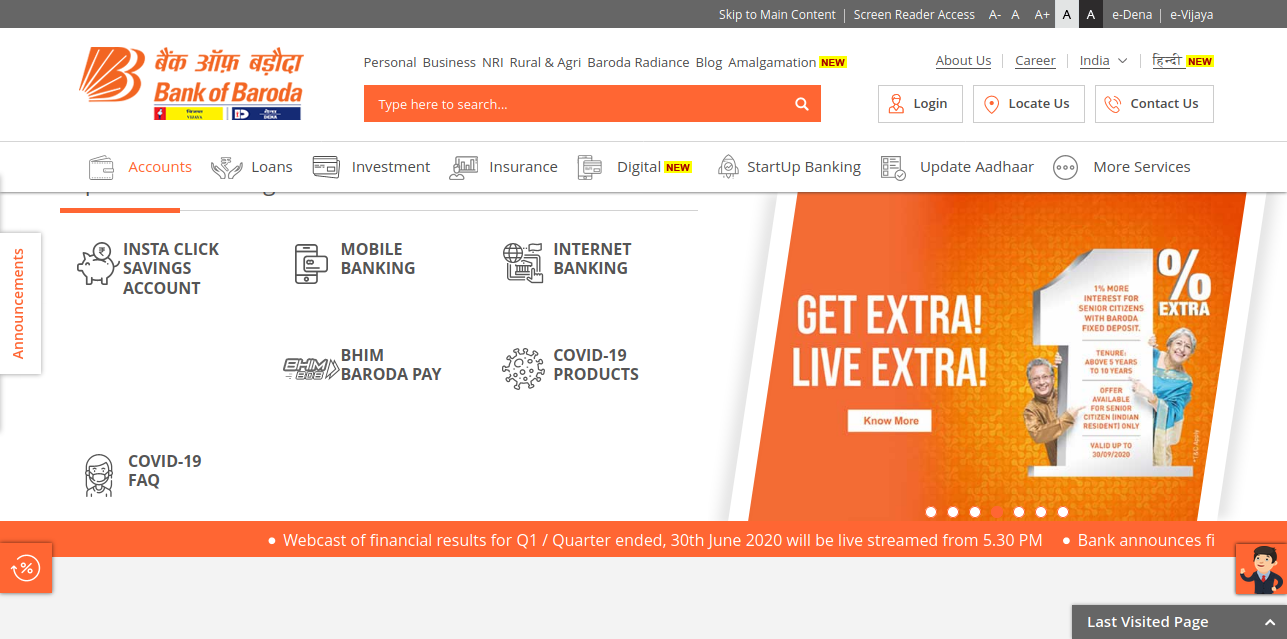 Skip to Main Content | Screen Reader Access A- A A+ A A e-Dena | e-Vijaya
बैंक ऑफ़ बड़ौदा
Bank of Baroda
VIJAYA
DENA
Personal Business NRI Rural & Agri Baroda Radiance Blog Amalgamation NEW
About Us | Career | India | हिन्दी NEW
Type here to search...
Login
Locate Us
Contact Us
Accounts Loans Investment Insurance Digital NEW StartUp Banking Update Aadhaar More Services
Announcements
INSTA CLICK
SAVINGS
ACCOUNT
MOBILE
BANKING
INTERNET
BANKING
BHIM
BOB
BHIM
BARODA PAY
COVID-19
PRODUCTS
COVID-19
FAQ
GET EXTRA!
LIVE EXTRA!
Know More
1
%
EXTRA
1% MORE
INTEREST FOR
SENIOR CITIZENS
WITH BARODA
FIXED DEPOSIT.
TENURE:
ABOVE 5 YEARS
TO 10 YEARS
OFFER
AVAILABLE
FOR SENIOR
CITIZEN (INDIAN
RESIDENT) ONLY
VALID UP TO
30/09/2020
*T&C Apply
• Webcast of financial results for Q1 / Quarter ended, 30th June 2020 will be live streamed from 5.30 PM • Bank announces fi
%
Last Visited Page